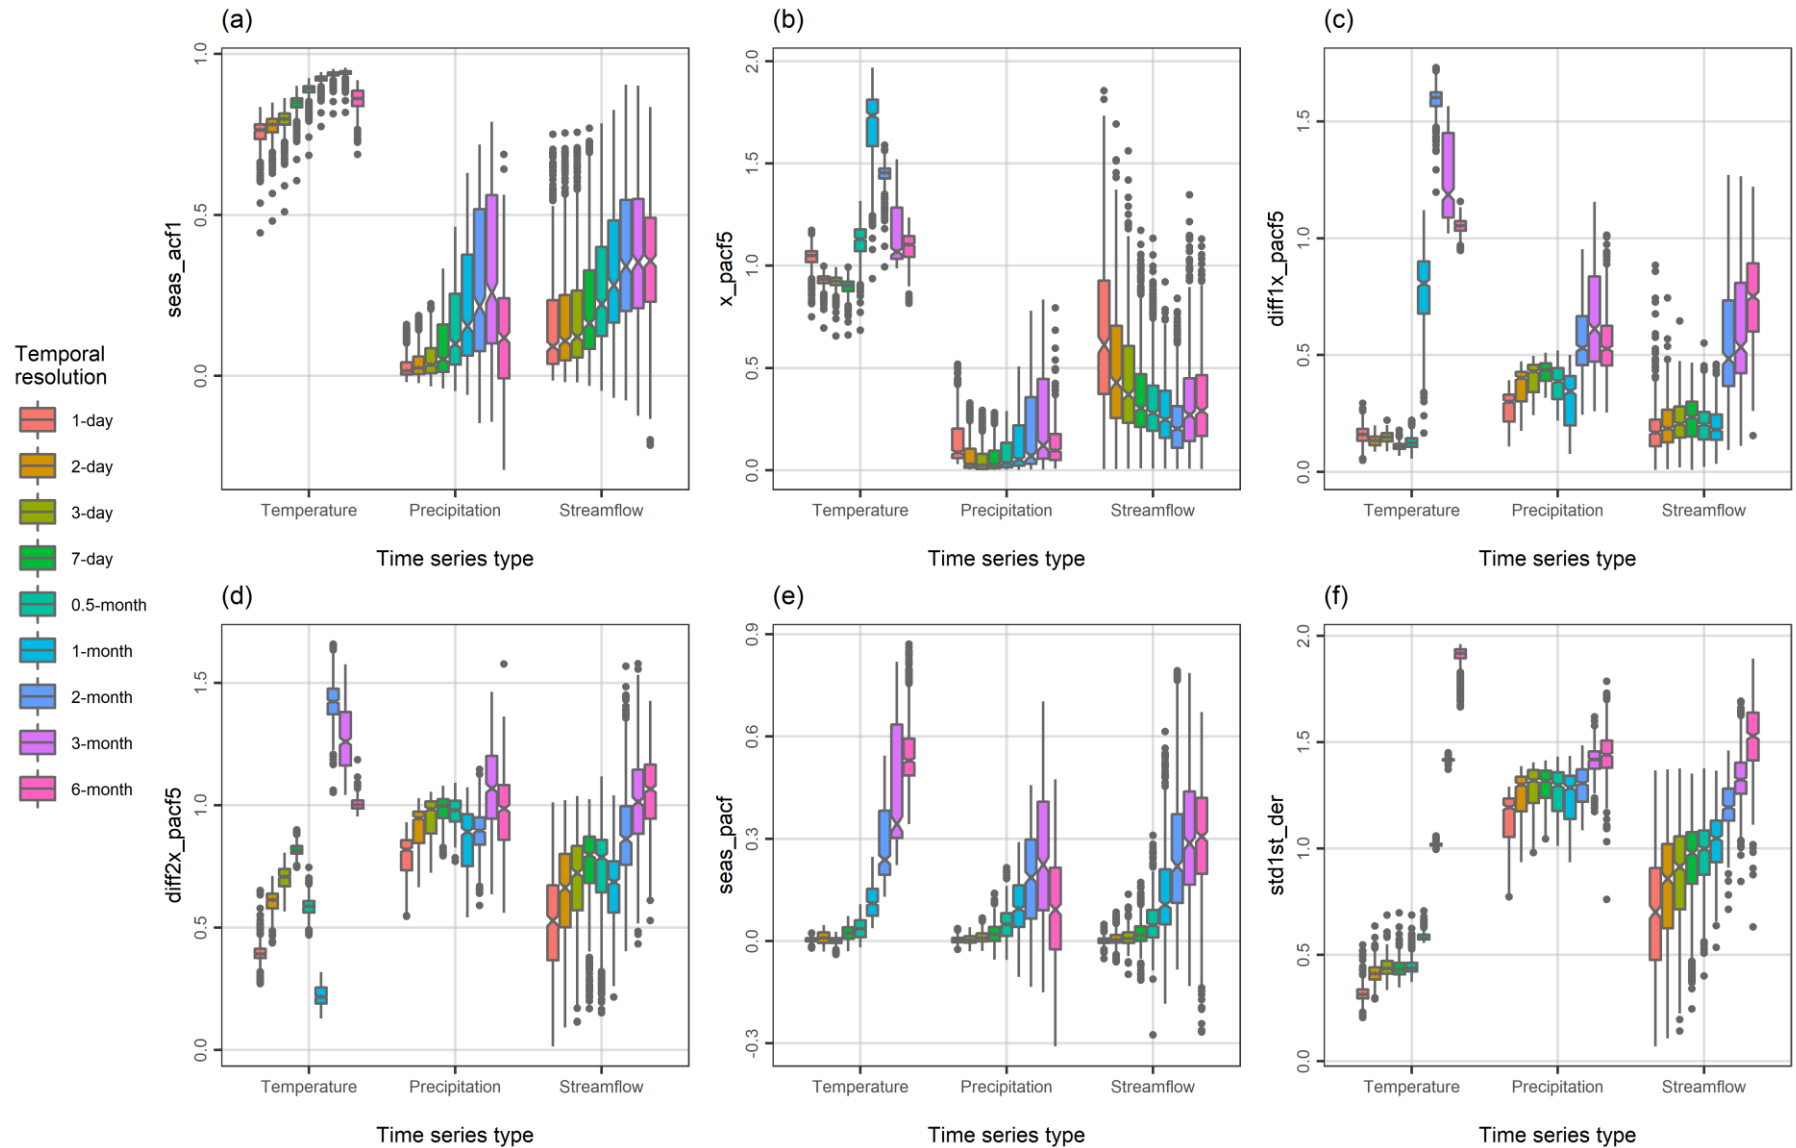 (a)
1.0
0.5
0.0
seas_acf1
Temperature
Precipitation
Streamflow
Time series type
(b)
2.0
1.5
1.0
0.5
0.0
x_pacf5
Temperature
Precipitation
Streamflow
Time series type
(c)
1.5
1.0
0.5
0.0
diff1x_pacf5
Temperature
Precipitation
Streamflow
Time series type
Temporal
resolution
1-day
2-day
3-day
7-day
0.5-month
1-month
2-month
3-month
6-month
(d)
1.5
1.0
0.5
0.0
diff2x_pacf5
Temperature
Precipitation
Streamflow
Time series type
(e)
0.9
0.6
0.3
0.0
-0.3
seas_pacf
Temperature
Precipitation
Streamflow
Time series type
(f)
2.0
1.5
1.0
0.5
0.0
std1st_der
Temperature
Precipitation
Streamflow
Time series type